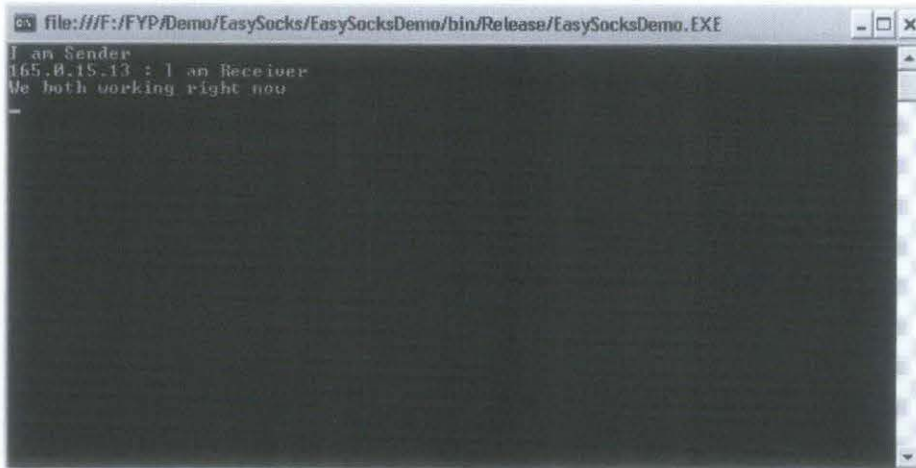 file:///F:/FYP/Demo/EasySocks/EasySocksDemo/bin/Release/EasySocksDemo.EXE
I am Sender
165.0.15.13 : I am Receiver
We both working right now